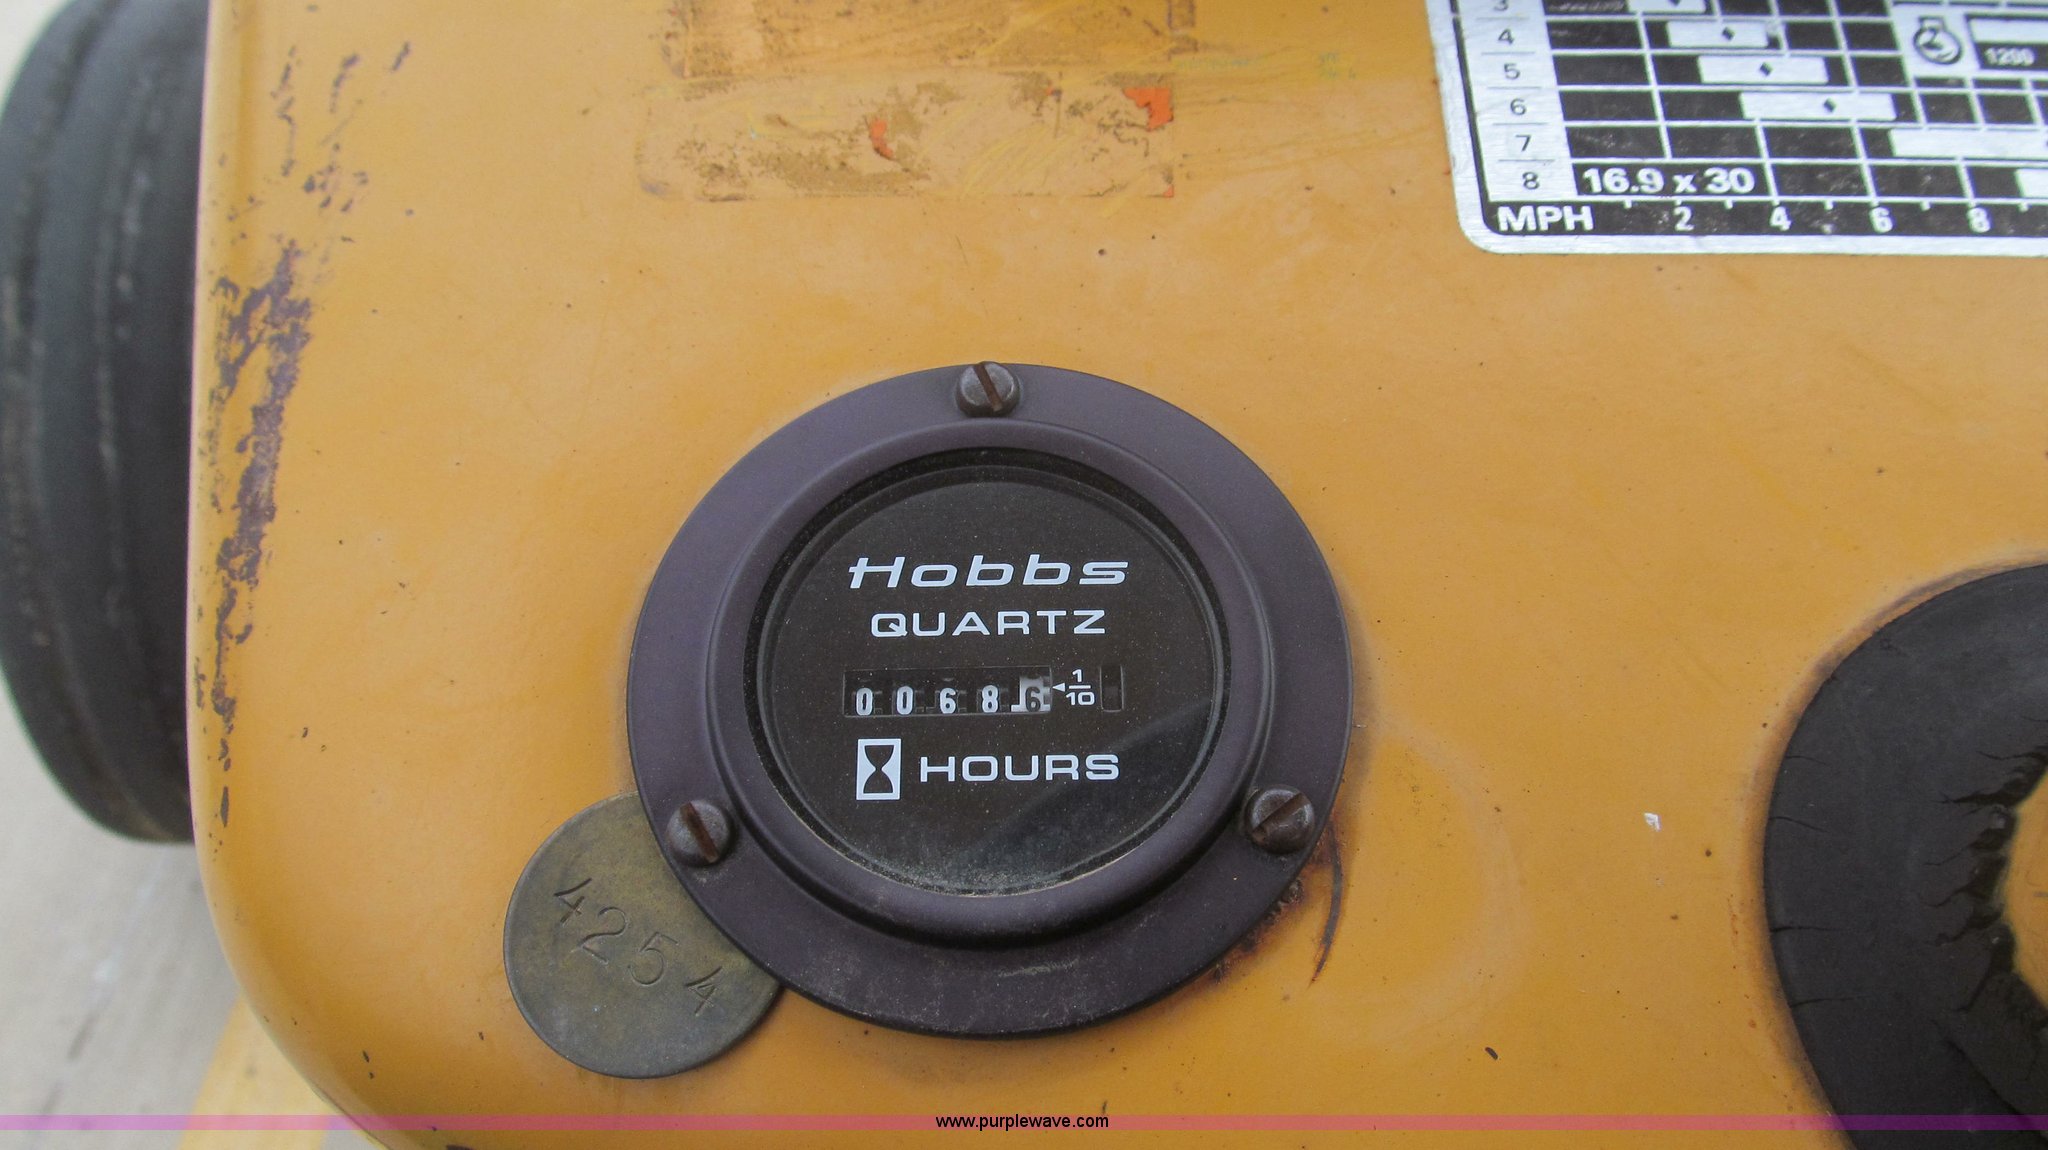 3
4
5
6
7
8
16.9 x 30
MPH 2 4 6 8
1200
Hobbs
QUARTZ
00686 ◄ 1/10
HOURS
4254
www.purplewave.com